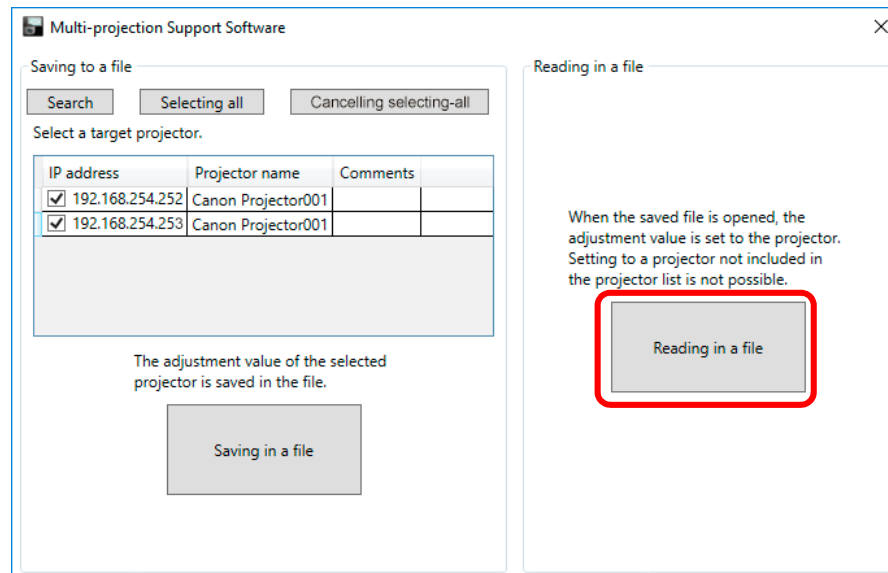 Multi-projection Support Software
Saving to a file
Search Selecting all Cancelling selecting-all
Select a target projector.
IP address Projector name Comments
192.168.254.252 Canon Projector001
192.168.254.253 Canon Projector001
The adjustment value of the selected
projector is saved in the file.
Saving in a file
Reading in a file
When the saved file is opened, the
adjustment value is set to the projector.
Setting to a projector not included in
the projector list is not possible.
Reading in a file